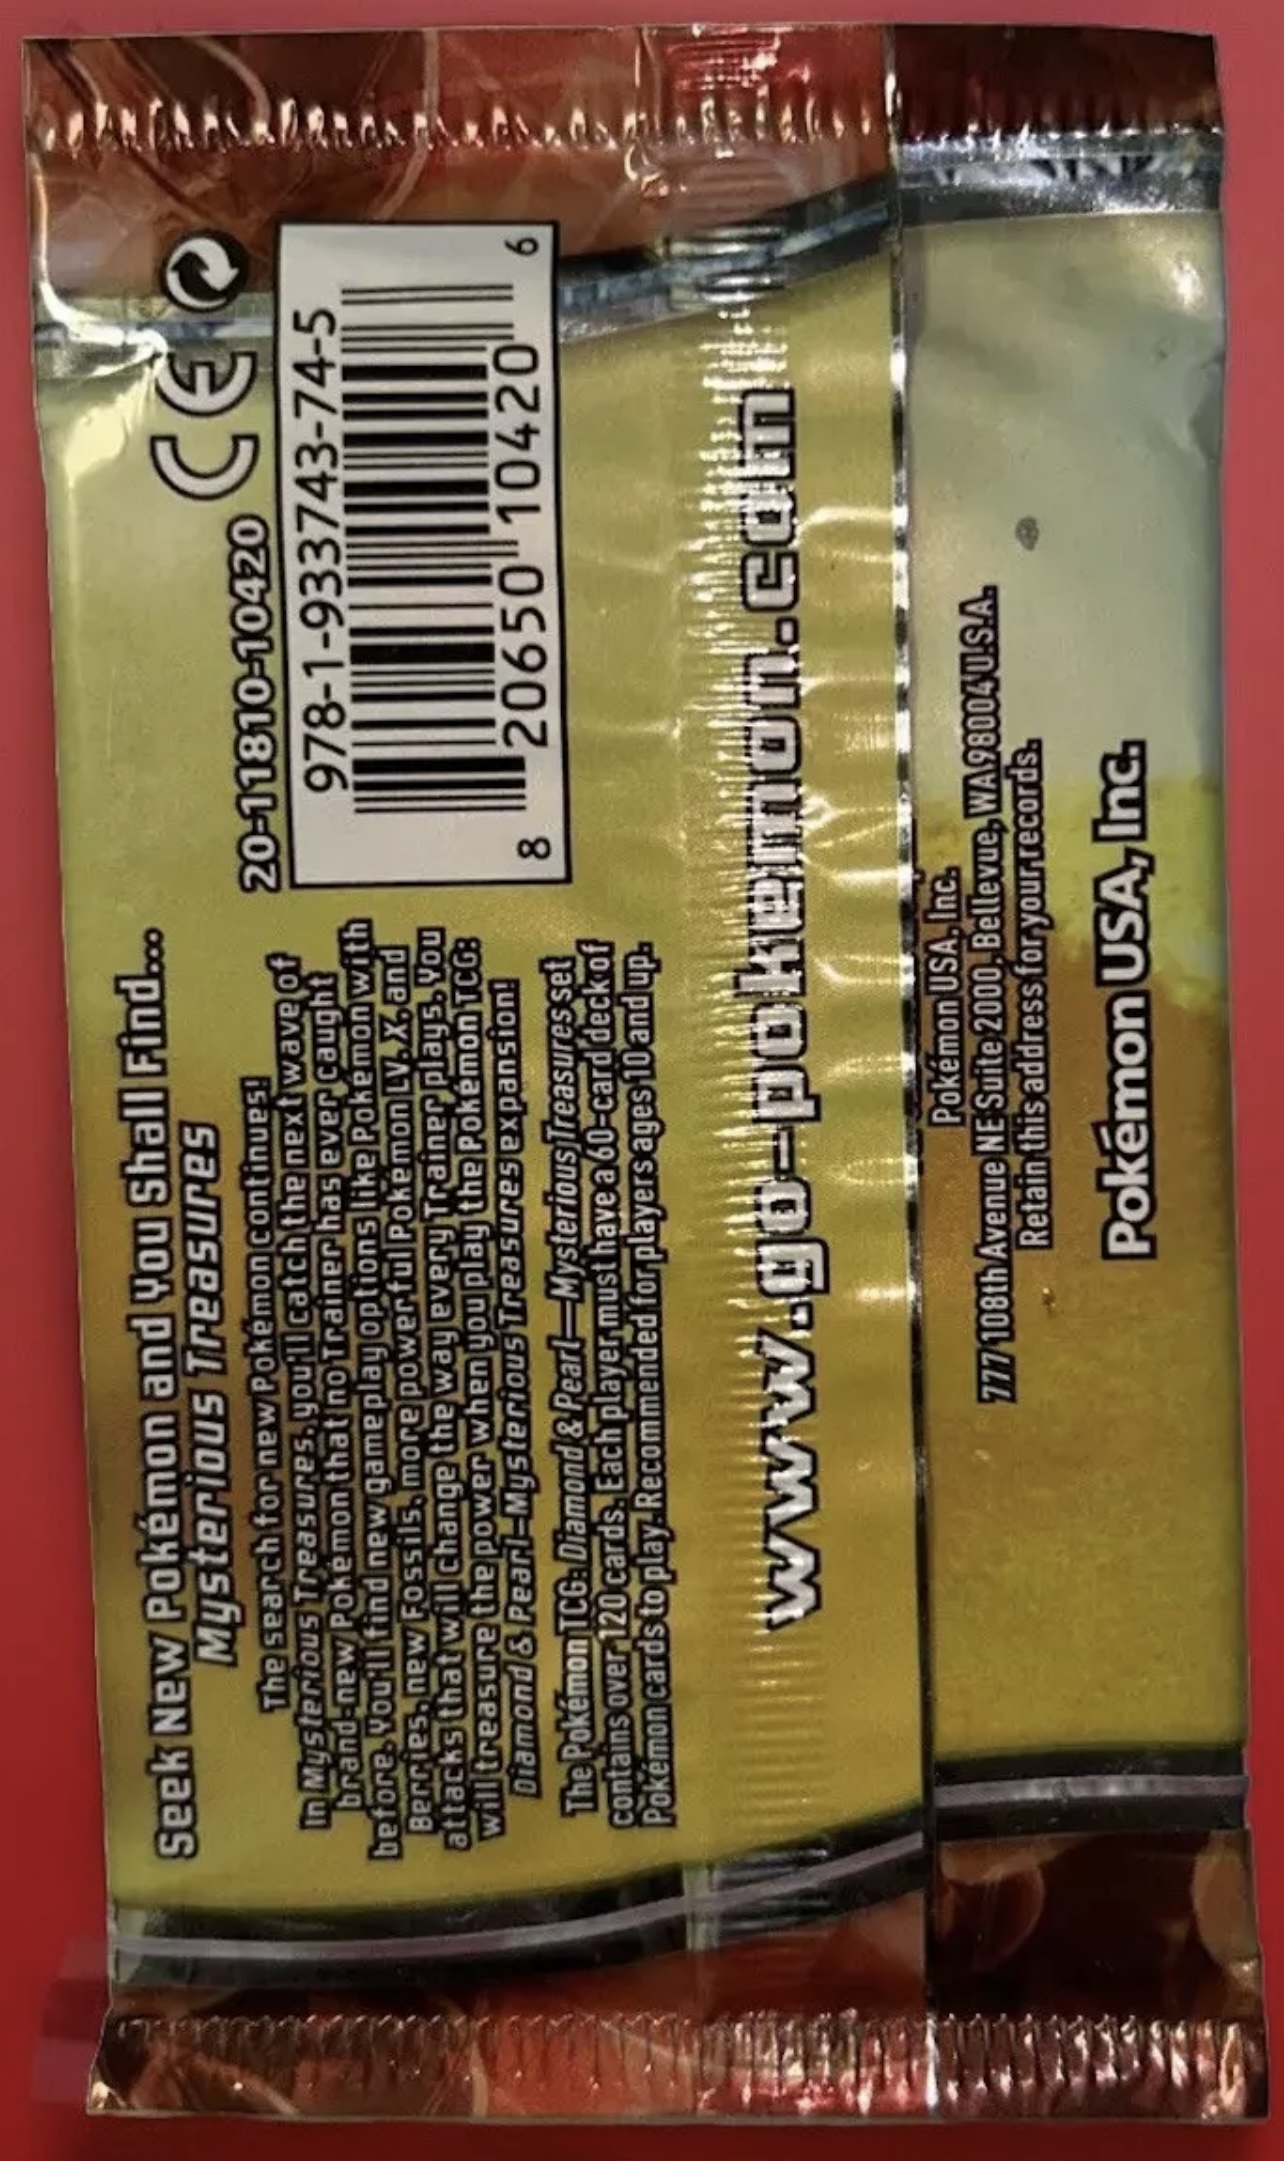 Seek New Pokémon and You Shall Find...
Mysterious Treasures
The search for new Pokémon continues!
In Mysterious Treasures, you'll catch the next wave of
brand-new Pokémon that no Trainer has ever caught
before. You'll find new gameplay options like Pokémon with
Berries, new Fossils, more powerful Pokémon LV. X, and
attacks that will change the way every Trainer plays. You
will treasure the power when you play the Pokémon TCG:
Diamond & Pearl—Mysterious Treasures expansion!
The Pokémon TCG: Diamond & Pearl—Mysterious Treasures set
contains over 120 cards. Each player must have a 60-card deck of
Pokémon cards to play. Recommended for players ages 10 and up.
CE
20-11810-10420
978-1-933743-74-5
8 20650 10420 6
www.go-pokemon.com
Pokémon USA, Inc.
777 108th Avenue NE Suite 2000, Bellevue, WA 98004 U.S.A.
Retain this address for your records.
Pokémon USA, Inc.